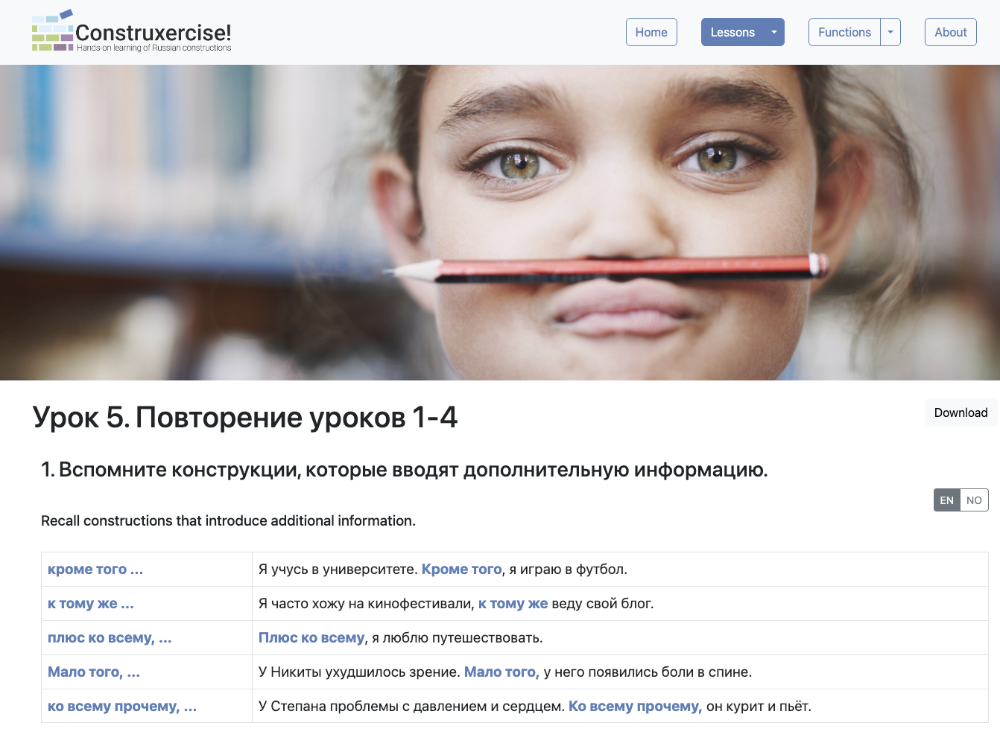 Construxercise!
Hands-on learning of Russian constructions
Home
Lessons
Functions
About
Урок 5. Повторение уроков 1-4
Download
1. Вспомните конструкции, которые вводят дополнительную информацию.
EN NO
Recall constructions that introduce additional information.
кроме того ... Я учусь в университете. Кроме того, я играю в футбол.
к тому же ... Я часто хожу на кинофестивали, к тому же веду свой блог.
плюс ко всему, ... Плюс ко всему, я люблю путешествовать.
Мало того, ... У Никиты ухудшилось зрение. Мало того, у него появились боли в спине.
ко всему прочему, ... У Степана проблемы с давлением и сердцем. Ко всему прочему, он курит и пьёт.